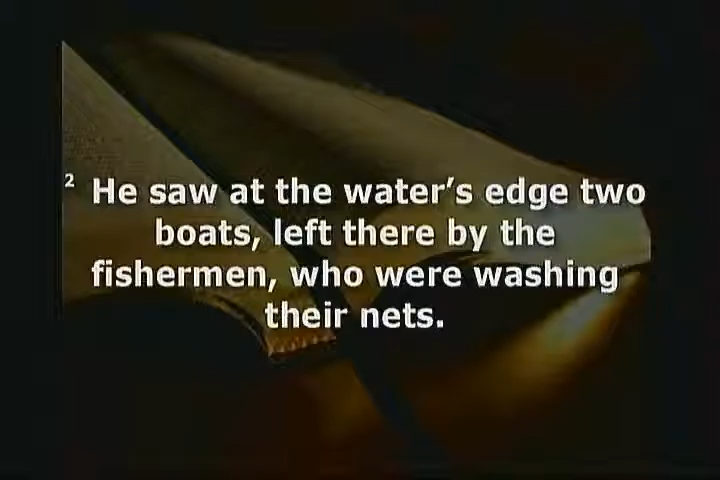 ² He saw at the water’s edge two
boats, left there by the
fishermen, who were washing
their nets.